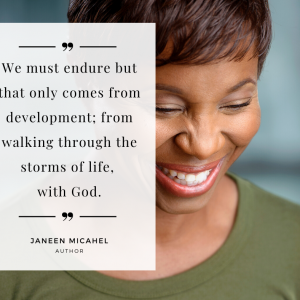 ”
We must endure but
that only comes from
development; from
walking through the
storms of life,
with God.
”
JANEEN MICAHEL
AUTHOR